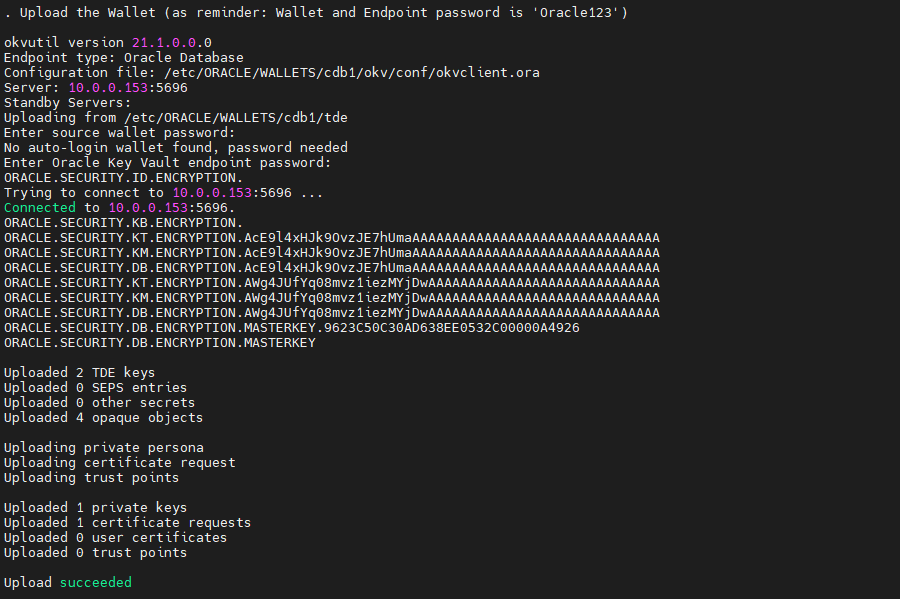 . Upload the Wallet (as reminder: Wallet and Endpoint password is 'Oracle123')
okvutil version 21.1.0.0.0
Endpoint type: Oracle Database
Configuration file: /etc/ORACLE/WALLETS/cdb1/okv/conf/okvclient.ora
Server: 10.0.0.153:5696
Standby Servers:
Uploading from /etc/ORACLE/WALLETS/cdb1/tde
Enter source wallet password:
No auto-login wallet found, password needed
Enter Oracle Key Vault endpoint password:
ORACLE.SECURITY.ID.ENCRYPTION.
Trying to connect to 10.0.0.153:5696 ...
Connected to 10.0.0.153:5696.
ORACLE.SECURITY.KB.ENCRYPTION.
ORACLE.SECURITY.KT.ENCRYPTION.AcE9l4xHJk9OvzJE7hUmaAAAAAAAAAAAAAAAAAAAAAAAAAAAAAAA
ORACLE.SECURITY.KM.ENCRYPTION.AcE9l4xHJk9OvzJE7hUmaAAAAAAAAAAAAAAAAAAAAAAAAAAAAAAA
ORACLE.SECURITY.DB.ENCRYPTION.AcE9l4xHJk9OvzJE7hUmaAAAAAAAAAAAAAAAAAAAAAAAAAAAAAAA
ORACLE.SECURITY.KT.ENCRYPTION.AWg4JUfYq08mvz1iezMYjDwAAAAAAAAAAAAAAAAAAAAAAAAAAAAA
ORACLE.SECURITY.KM.ENCRYPTION.AWg4JUfYq08mvz1iezMYjDwAAAAAAAAAAAAAAAAAAAAAAAAAAAAA
ORACLE.SECURITY.DB.ENCRYPTION.AWg4JUfYq08mvz1iezMYjDwAAAAAAAAAAAAAAAAAAAAAAAAAAAAA
ORACLE.SECURITY.DB.ENCRYPTION.MASTERKEY.9623C50C30AD638EE0532C00000A4926
ORACLE.SECURITY.DB.ENCRYPTION.MASTERKEY
Uploaded 2 TDE keys
Uploaded 0 SEPS entries
Uploaded 0 other secrets
Uploaded 4 opaque objects
Uploading private persona
Uploading certificate request
Uploading trust points
Uploaded 1 private keys
Uploaded 1 certificate requests
Uploaded 0 user certificates
Uploaded 0 trust points
Upload succeeded